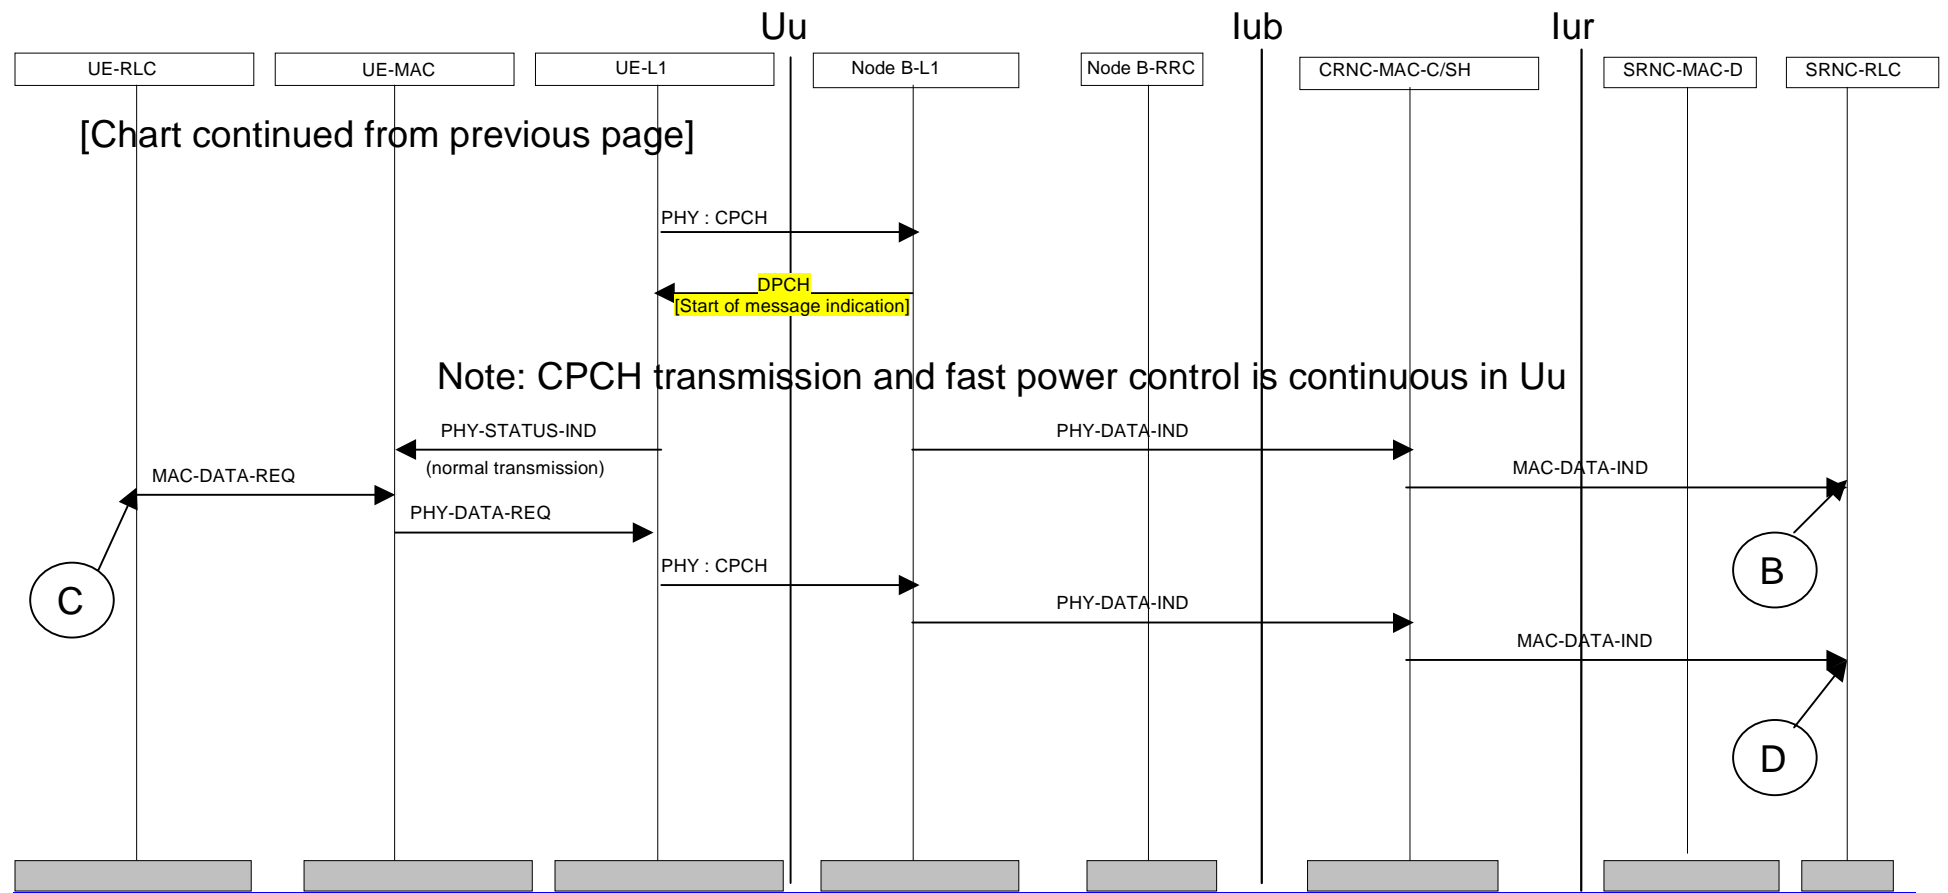 Uu
Iub
Iur
UE-RLC
UE-MAC
UE-L1
Node B-L1
Node B-RRC
CRNC-MAC-C/SH
SRNC-MAC-D
SRNC-RLC
[Chart continued from previous page]
PHY : CPCH
DPCH
[Start of message indication]
Note: CPCH transmission and fast power control is continuous in Uu
PHY-STATUS-IND
(normal transmission)
PHY-DATA-IND
MAC-DATA-REQ
MAC-DATA-IND
PHY-DATA-REQ
PHY : CPCH
B
C
PHY-DATA-IND
MAC-DATA-IND
D